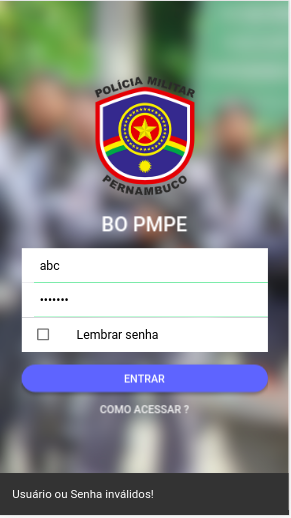 POLÍCIA MILITAR
PERNAMBUCO
BO PMPE
abc
•••••••
Lembrar senha
ENTRAR
COMO ACESSAR ?
Usuário ou Senha inválidos!